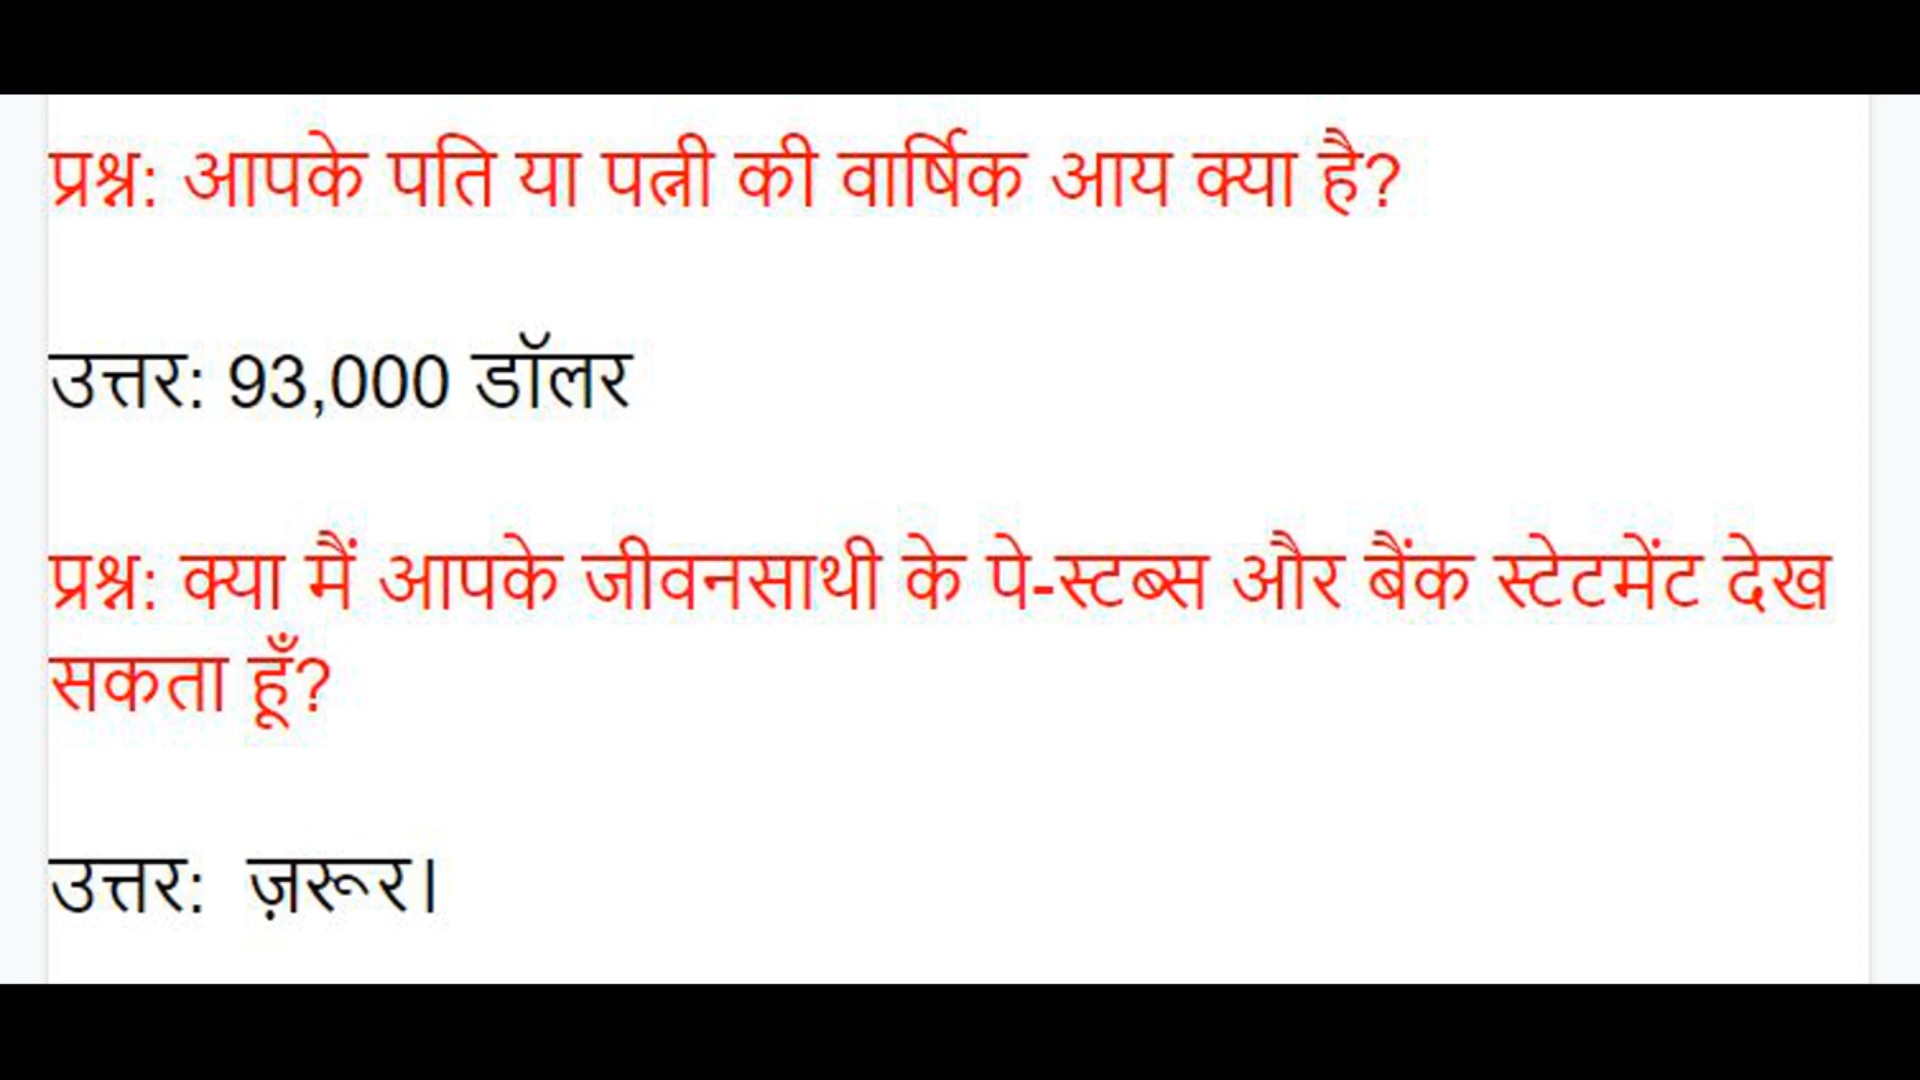 प्रश्न: आपके पति या पत्नी की वार्षिक आय क्या है?
उत्तर: 93,000 डॉलर
प्रश्न: क्या मैं आपके जीवनसाथी के पे-स्टब्स और बैंक स्टेटमेंट देख
सकता हूँ?
उत्तर: ज़रूर।